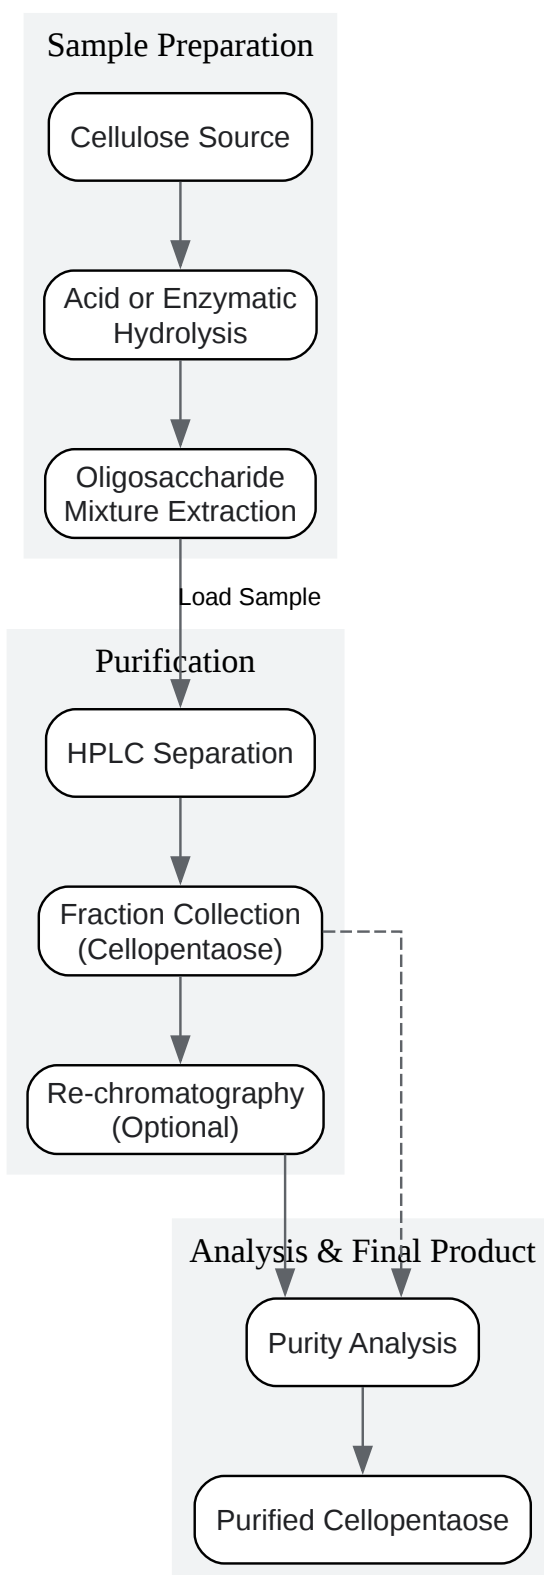 Sample Preparation
Cellulose Source
Acid or Enzymatic
Hydrolysis
Oligosaccharide
Mixture Extraction
Load Sample
Purification
HPLC Separation
Fraction Collection
(Cellopentaose)
Re-chromatography
(Optional)
Analysis & Final Product
Purity Analysis
Purified Cellopentaose